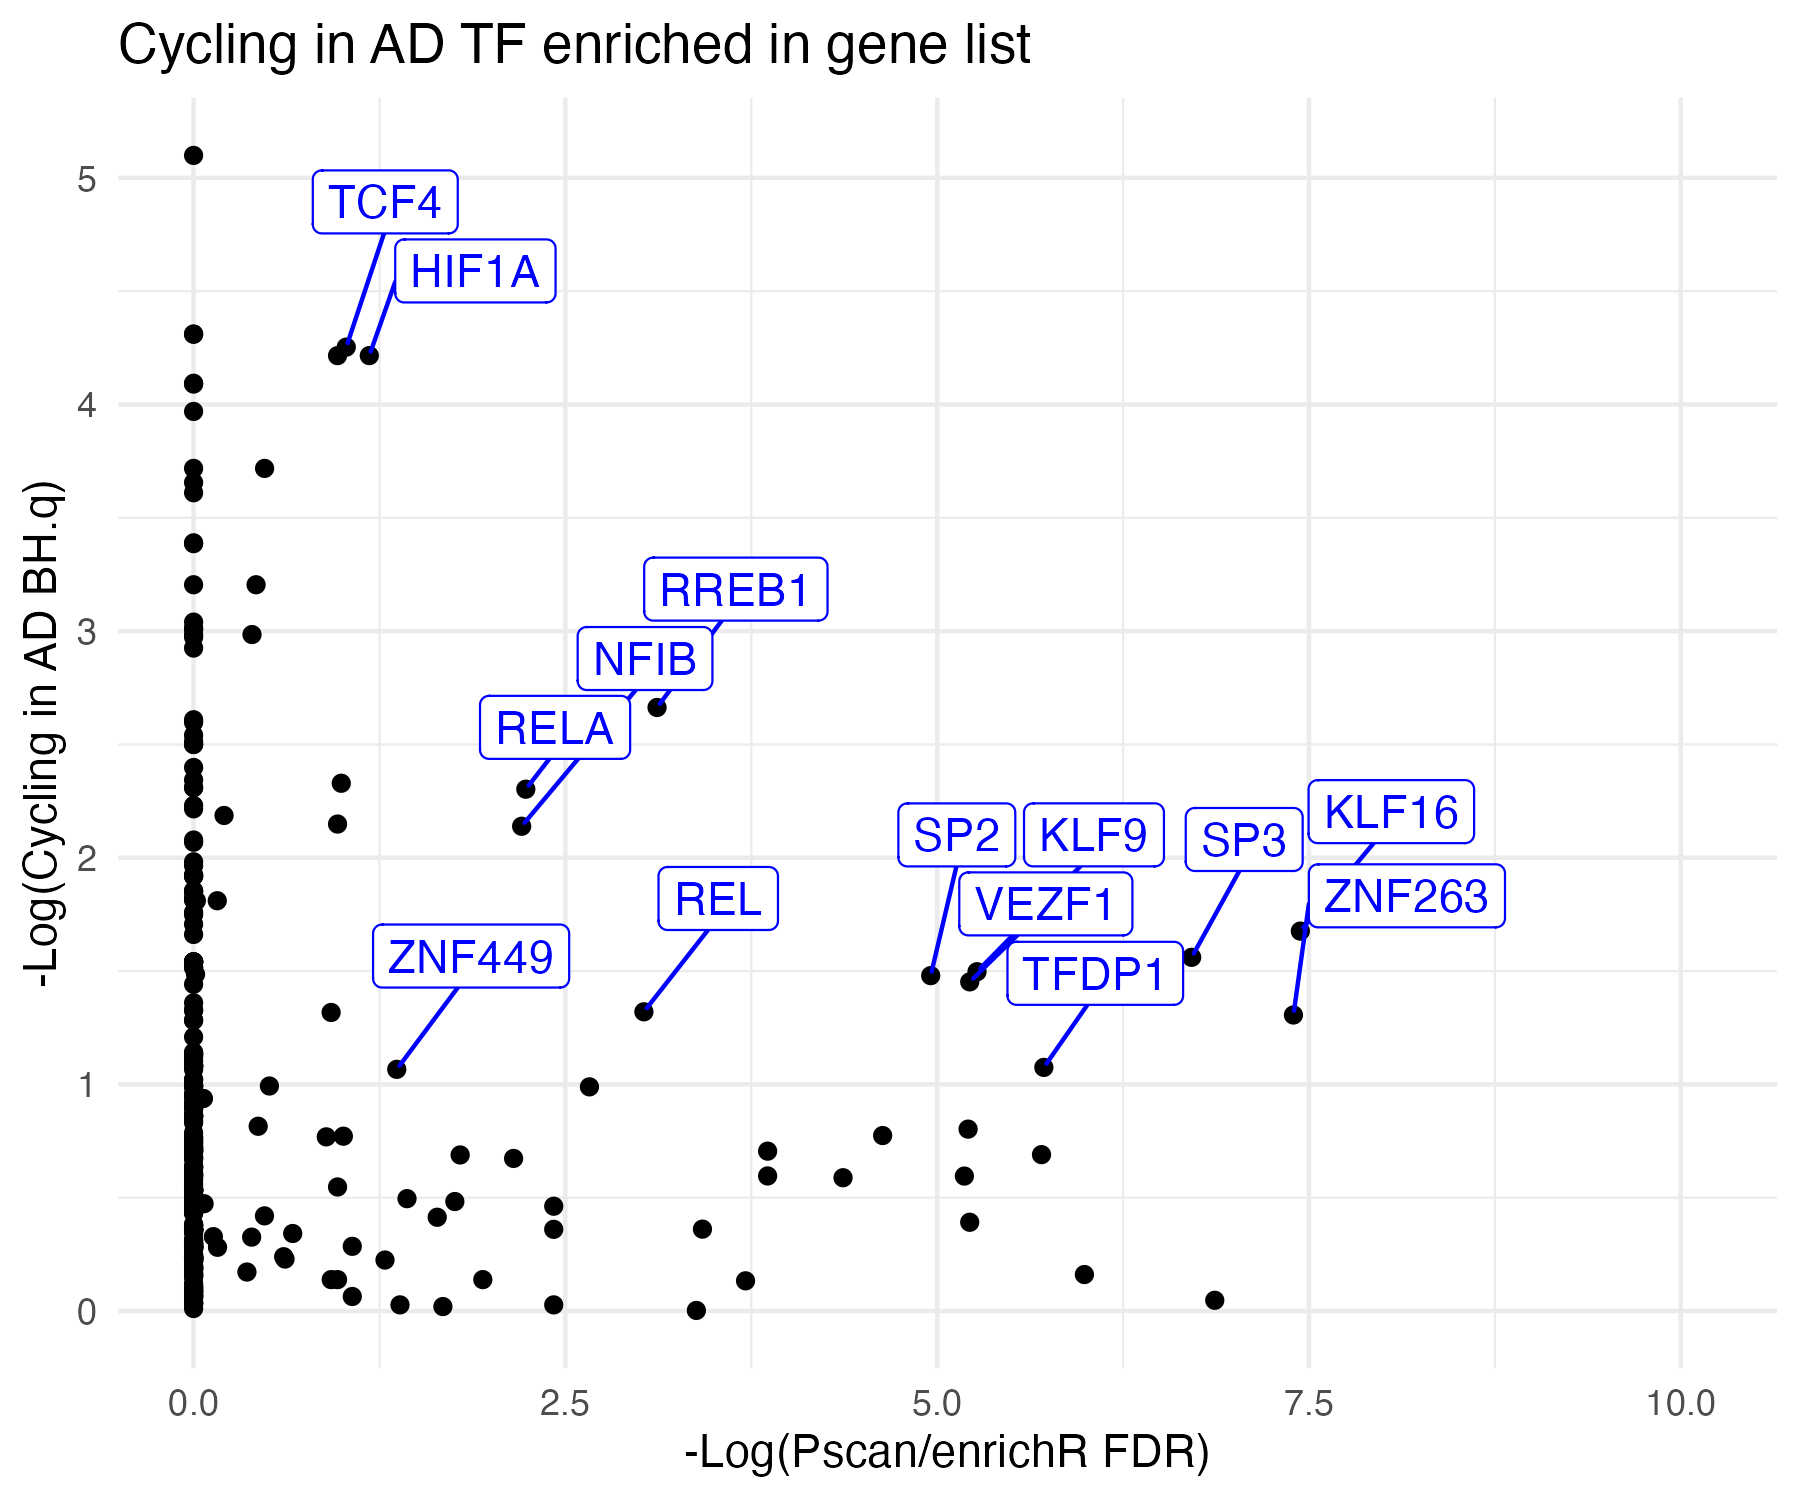 Cycling in AD TF enriched in gene list
-Log(Cycling in AD BH.q)
5
4
3
2
1
0
TCF4
HIF1A
RREB1
NFIB
RELA
KLF16
SP2
KLF9
SP3
ZNF263
REL
VEZF1
ZNF449
TFDP1
0.0
2.5
5.0
7.5
10.0
-Log(Pscan/enrichR FDR)